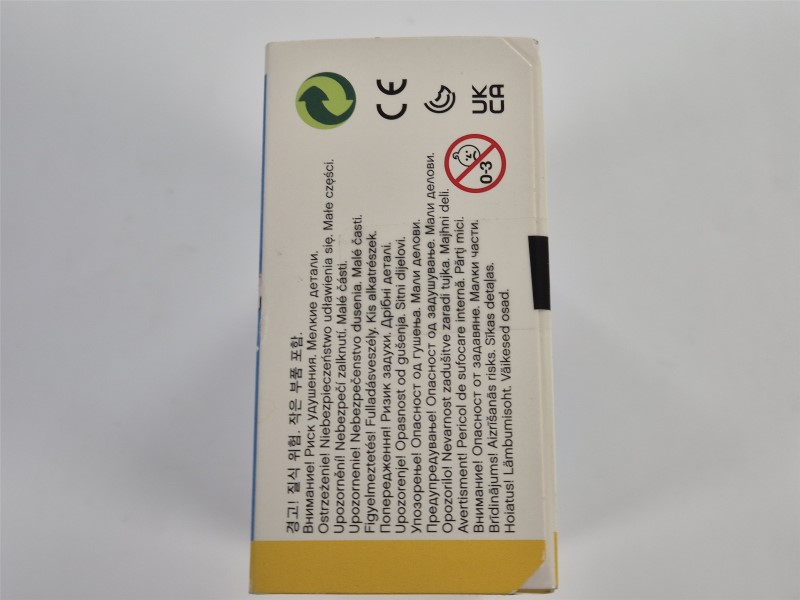 경고! 질식 위험. 작은 부품 포함.
Внимание! Риск удушения. Мелкие детали.
Ostrzeżenie! Niebezpieczeństwo udławienia się. Małe części.
Upozornění! Nebezpečí zalknutí. Malé části.
Upozornenie! Nebezpečenstvo dusenia. Malé časti.
Figyelmeztetés! Fulladásveszély. Kis alkatrészek.
Попередження! Ризик задухи. Дрібні деталі.
Upozorenje! Opasnost od gušenja. Sitni dijelovi.
Упозорење! Опасност од гушења. Мали делови.
Предупредување! Опасност од задушување. Мали делови.
Opozorilo! Nevarnost zadušitve zaradi tujka. Majhni deli.
Avertisment! Pericol de sufocare internă. Părţi mici.
Внимание! Опасност от задавяне. Малки части.
Brīdinājums! Aizrīšanās risks. Sīkas detaļas.
Hoiatus! Lämbumisoht. Väikesed osad.
CE
UK
CA
0-3